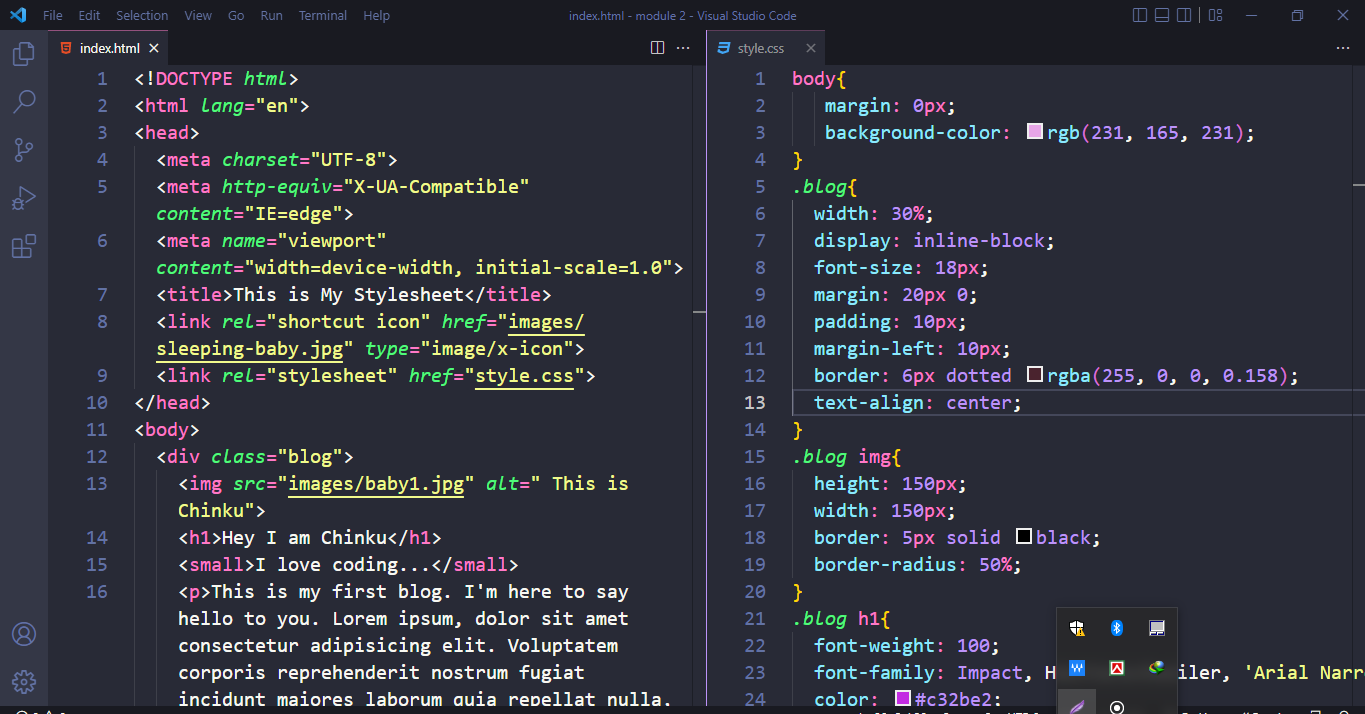 File Edit Selection View Go Run Terminal Help
index.html - module 2 - Visual Studio Code
index.html
1 <!DOCTYPE html>
2 <html lang="en">
3 <head>
4 <meta charset="UTF-8">
5 <meta http-equiv="X-UA-Compatible"
content="IE=edge">
6 <meta name="viewport"
content="width=device-width, initial-scale=1.0">
7 <title>This is My Stylesheet</title>
8 <link rel="shortcut icon" href="images/
sleeping-baby.jpg" type="image/x-icon">
9 <link rel="stylesheet" href="style.css">
10 </head>
11 <body>
12 <div class="blog">
13 <img src="images/baby1.jpg" alt=" This is
Chinku">
14 <h1>Hey I am Chinku</h1>
15 <small>I love coding...</small>
16 <p>This is my first blog. I'm here to say
hello to you. Lorem ipsum, dolor sit amet
consectetur adipisicing elit. Voluptatem
corporis reprehenderit nostrum fugiat
incidunt maiores laborum quia repellat nulla.
style.css
1 body{
2 margin: 0px;
3 background-color: rgb(231, 165, 231);
4 }
5 .blog{
6 width: 30%;
7 display: inline-block;
8 font-size: 18px;
9 margin: 20px 0;
10 padding: 10px;
11 margin-left: 10px;
12 border: 6px dotted rgba(255, 0, 0, 0.158);
13 text-align: center;
14 }
15 .blog img{
16 height: 150px;
17 width: 150px;
18 border: 5px solid black;
19 border-radius: 50%;
20 }
21 .blog h1{
22 font-weight: 100;
23 font-family: Impact, 'Arial
24 color: #c32be2;